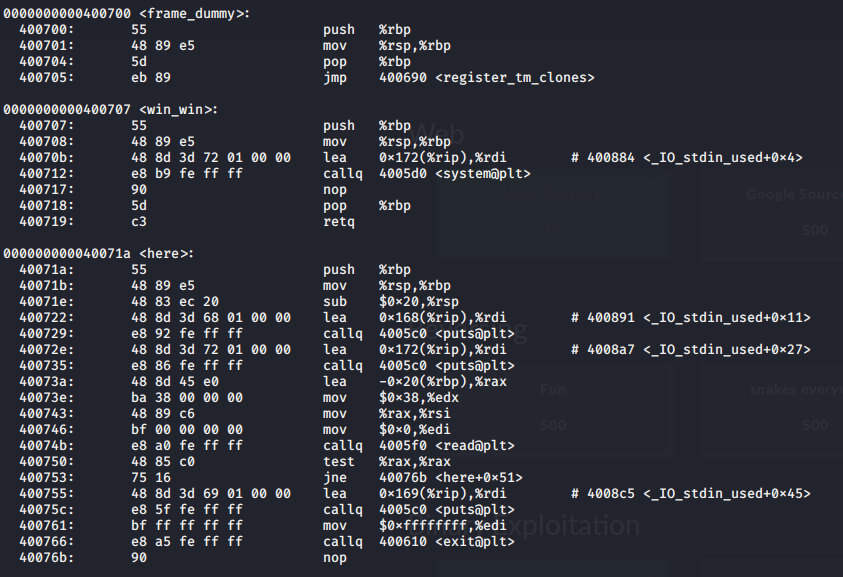 0000000000400700 <frame_dummy>:
400700: 55 push %rbp
400701: 48 89 e5 mov %rsp,%rbp
400704: 5d pop %rbp
400705: eb 89 jmp 400690 <register_tm_clones>
0000000000400707 <win_win>:
400707: 55 push %rbp
400708: 48 89 e5 mov %rsp,%rbp
40070b: 48 8d 3d 72 01 00 00 lea 0×172(%rip),%rdi # 400884 <_IO_stdin_used+0×4>
400712: e8 b9 fe ff ff callq 4005d0 <system@plt>
400717: 90 nop
400718: 5d pop %rbp
400719: c3 retq
000000000040071a <here>:
40071a: 55 push %rbp
40071b: 48 89 e5 mov %rsp,%rbp
40071e: 48 83 ec 20 sub $0×20,%rsp
400722: 48 8d 3d 68 01 00 00 lea 0×168(%rip),%rdi # 400891 <_IO_stdin_used+0×11>
400729: e8 92 fe ff ff callq 4005c0 <puts@plt>
40072e: 48 8d 3d 72 01 00 00 lea 0×172(%rip),%rdi # 4008a7 <_IO_stdin_used+0×27>
400735: e8 86 fe ff ff callq 4005c0 <puts@plt>
40073a: 48 8d 45 e0 lea -0×20(%rbp),%rax
40073e: ba 38 00 00 00 mov $0×38,%edx
400743: 48 89 c6 mov %rax,%rsi
400746: bf 00 00 00 00 mov $0×0,%edi
40074b: e8 a0 fe ff ff callq 4005f0 <read@plt>
400750: 48 85 c0 test %rax,%rax
400753: 75 16 jne 40076b <here+0×51>
400755: 48 8d 3d 69 01 00 00 lea 0×169(%rip),%rdi # 4008c5 <_IO_stdin_used+0×45>
40075c: e8 5f fe ff ff callq 4005c0 <puts@plt>
400761: bf ff ff ff ff mov $0×ffffffff,%edi
400766: e8 a5 fe ff ff callq 400610 <exit@plt>
40076b: 90 nop
Web
Google Sourc
500
Fun
500
snakes every
500
Exploitation